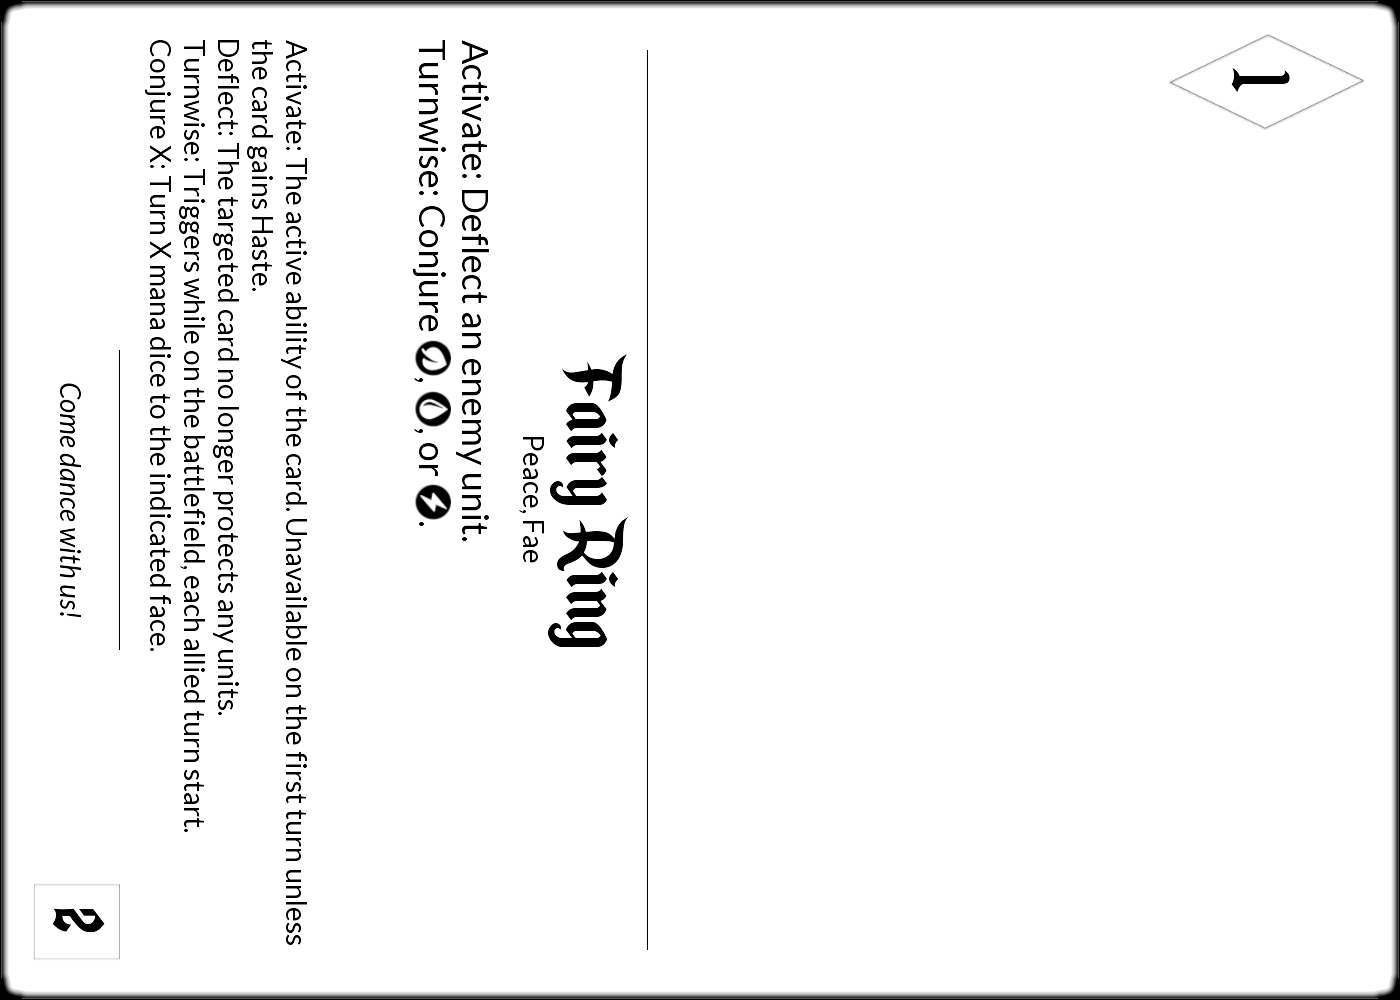 1
Fairy Ring
Peace, Fae
Activate: Deflect an enemy unit.
Turnwise: Conjure , , or .
Activate: The active ability of the card. Unavailable on the first turn unless
the card gains Haste.
Deflect: The targeted card no longer protects any units.
Turnwise: Triggers while on the battlefield, each allied turn start.
Conjure X: Turn X mana dice to the indicated face.
Come dance with us!
2